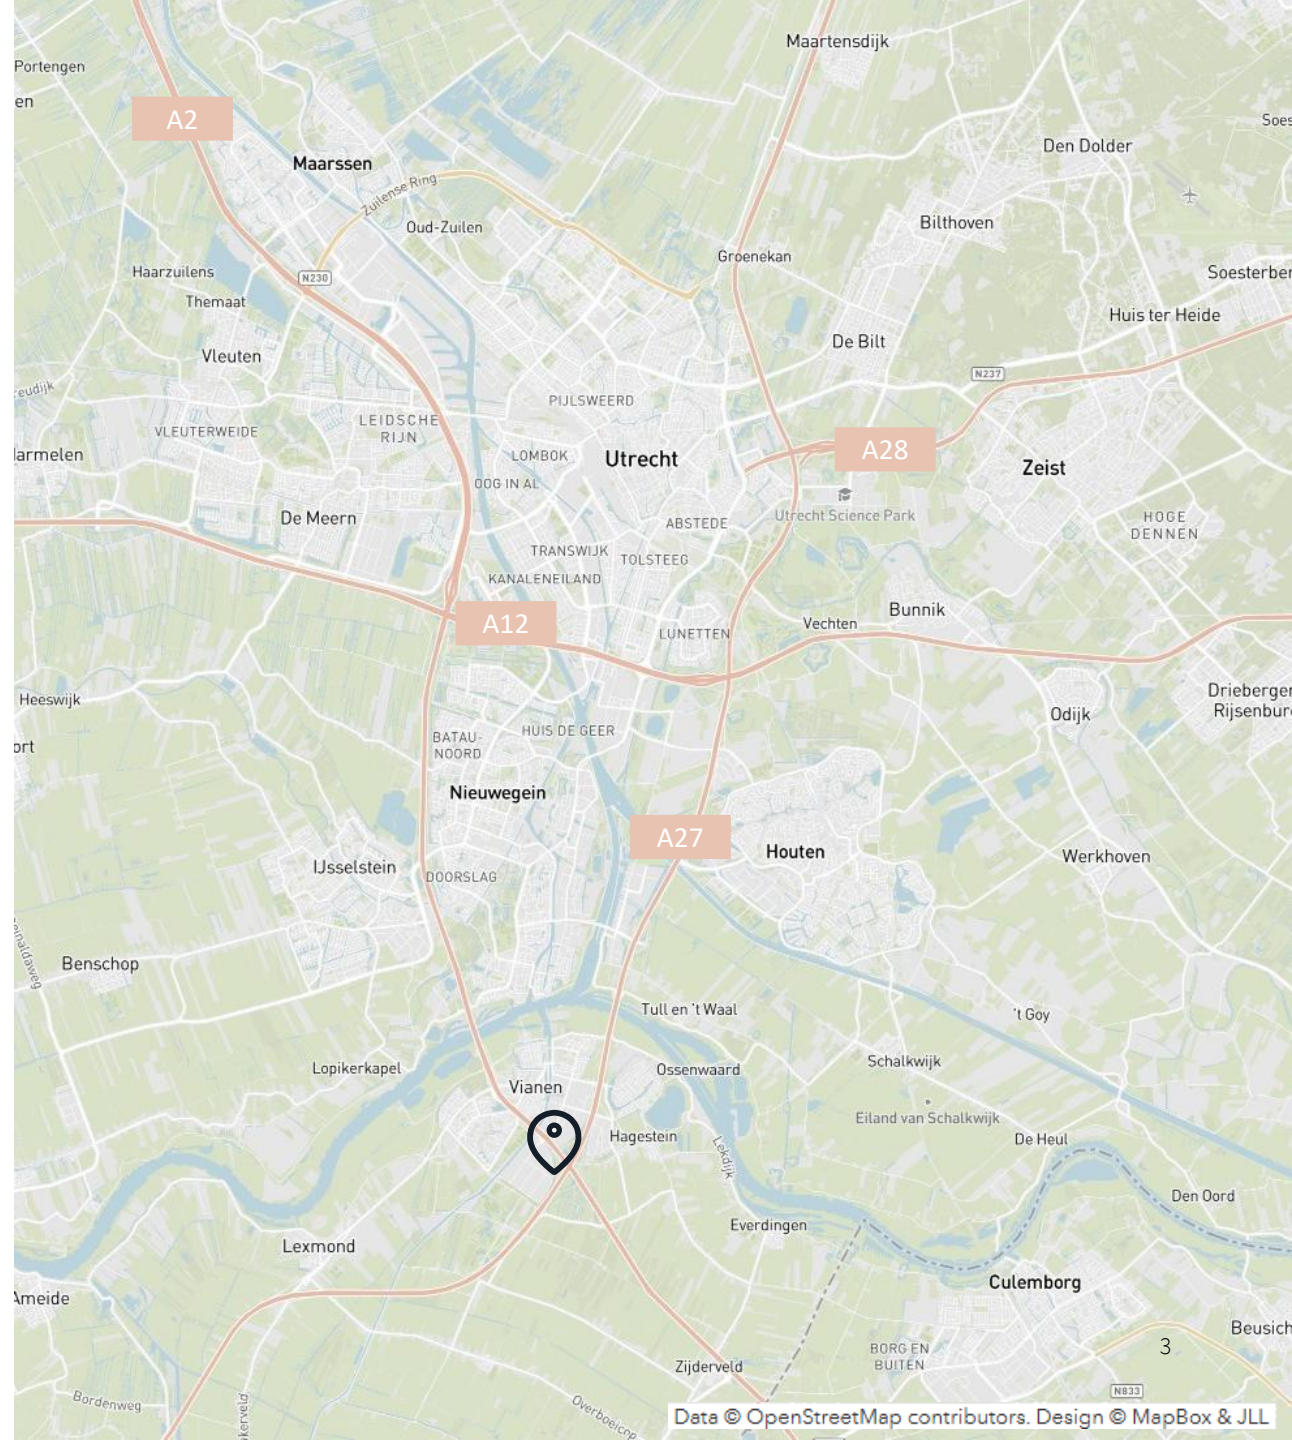 Maartensdijk
Portengen
en
A2
Soes
Den Dolder
Maarssen
Zuilense Ring
Bilthoven
Oud-Zuilen
Groenekan
Haarzuilens
N230
Soesterber
Themaat
Huis ter Heide
De Bilt
Vleuten
N237
reudijk
PIJLSWEERD
LEIDSCHE
RIJN
VLEUTERWEIDE
A28
armelen
LOMBOK
Utrecht
Zeist
OOG IN AL
Utrecht Science Park
De Meern
ABSTEDE
HOGE
DENNEN
TRANSWIJK
TOLSTEEG
KANALENEILAND
Bunnik
A12
Vechten
LUNETTEN
Heeswijk
Driebergen
Rijsenbur
Odijk
HUIS DE GEER
BATAU-
NOORD
ort
Nieuwegein
A27
Houten
Werkhoven
IJsselstein
DOORSLAG
einaldaweg
Benschop
Tull en 't Waal
't Goy
Lopikerkapel
Schalkwijk
Ossenwaard
Vianen
Eiland van Schalkwijk
Hagestein
De Heul
Lekdijk
Den Oord
Everdingen
Lexmond
Culemborg
Ameide
Beusich
3
BORG EN
BUITEN
Zijderveld
N833
Bordenweg
kerveld
Overboeicop
Data © OpenStreetMap contributors. Design © MapBox & JLL